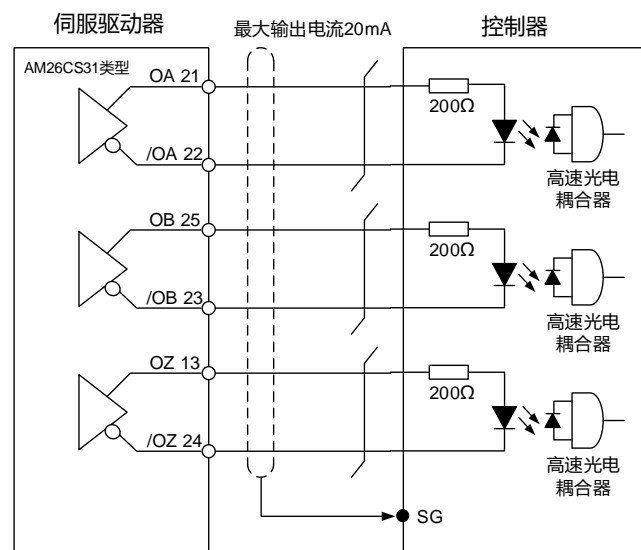 伺服驱动器
最大输出电流20mA
控制器
AM26CS31类型
OA 21
200Ω
/OA 22
高速光电
耦合器
OB 25
200Ω
/OB 23
高速光电
耦合器
OZ 13
200Ω
/OZ 24
高速光电
耦合器
SG